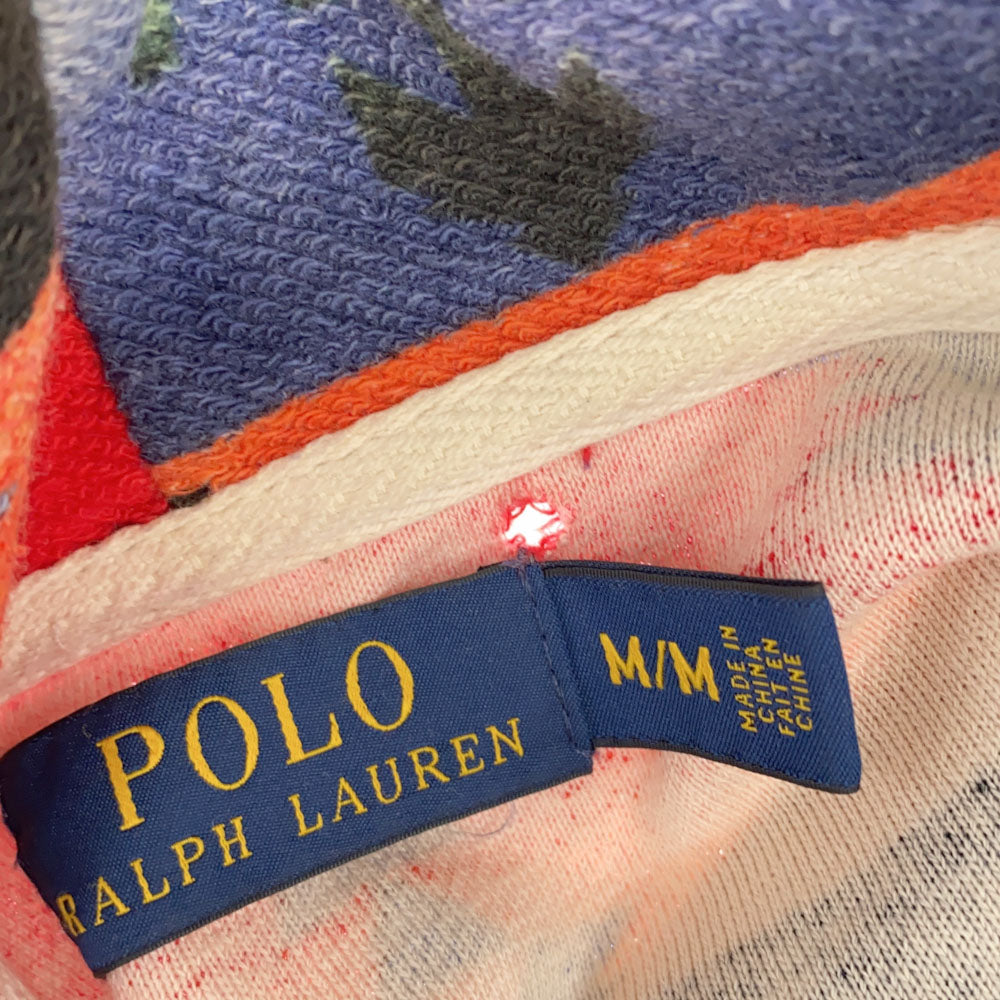 POLO
RALPH LAUREN
M/M
MADE IN
CHINA
FAIT EN
CHINE